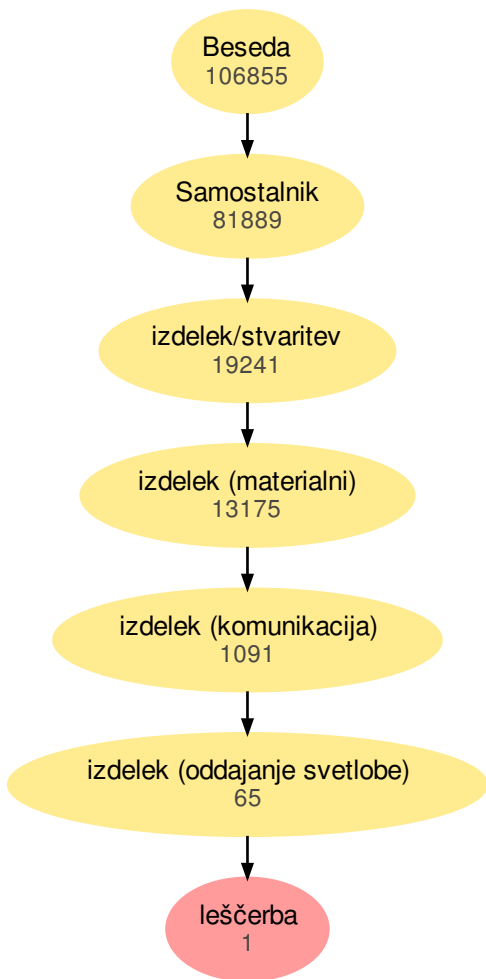 Beseda
106855
Samostalnik
81889
izdelek/stvaritev
19241
izdelek (materialni)
13175
izdelek (komunikacija)
1091
izdelek (oddajanje svetlobe)
65
leščerba
1